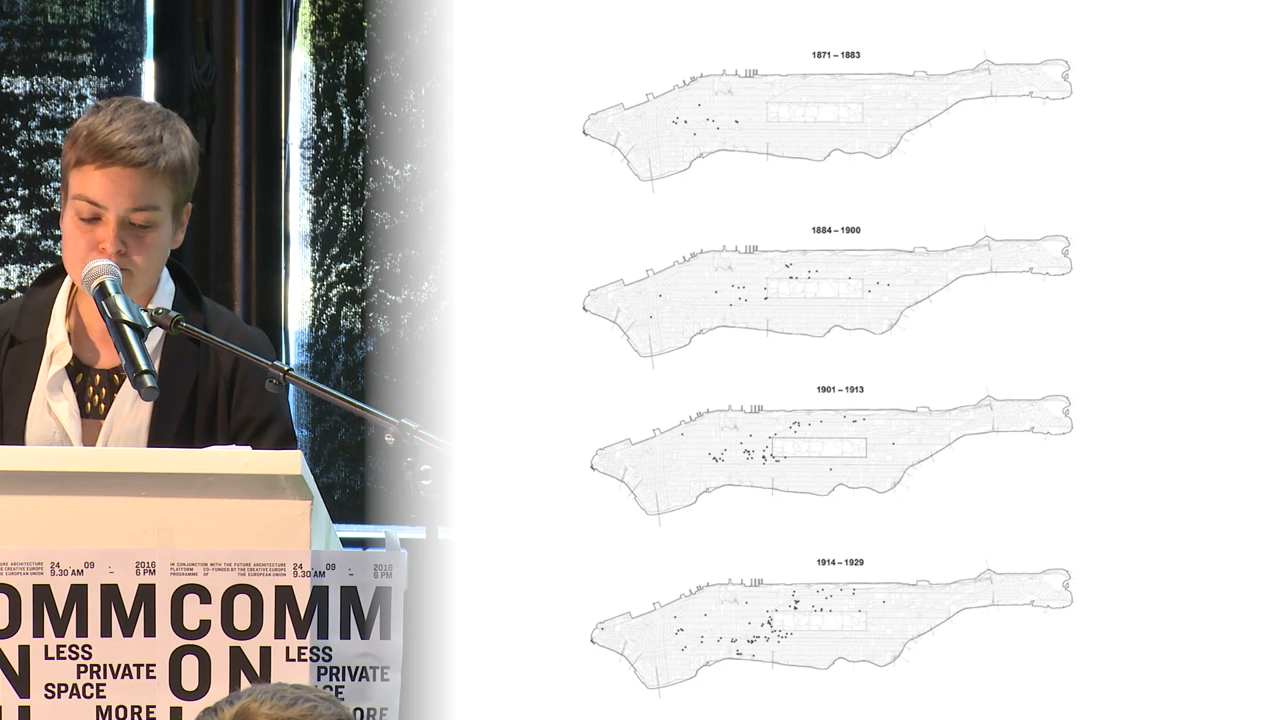 1871 – 1883
1884 – 1900
1901 – 1913
1914 – 1929
24 . 09 . 2016
9.30 AM – 6 PM
IN CONJUNCTION WITH THE FUTURE ARCHITECTURE
PLATFORM CO-FUNDED BY THE CREATIVE EUROPE
PROGRAMME OF THE EUROPEAN UNION
24 . 09 . 2016
9.30 AM – 6 PM
OMM
COMM
N
LESS
PRIVATE
SPACE
MORE
ON
LESS
PRIVATE